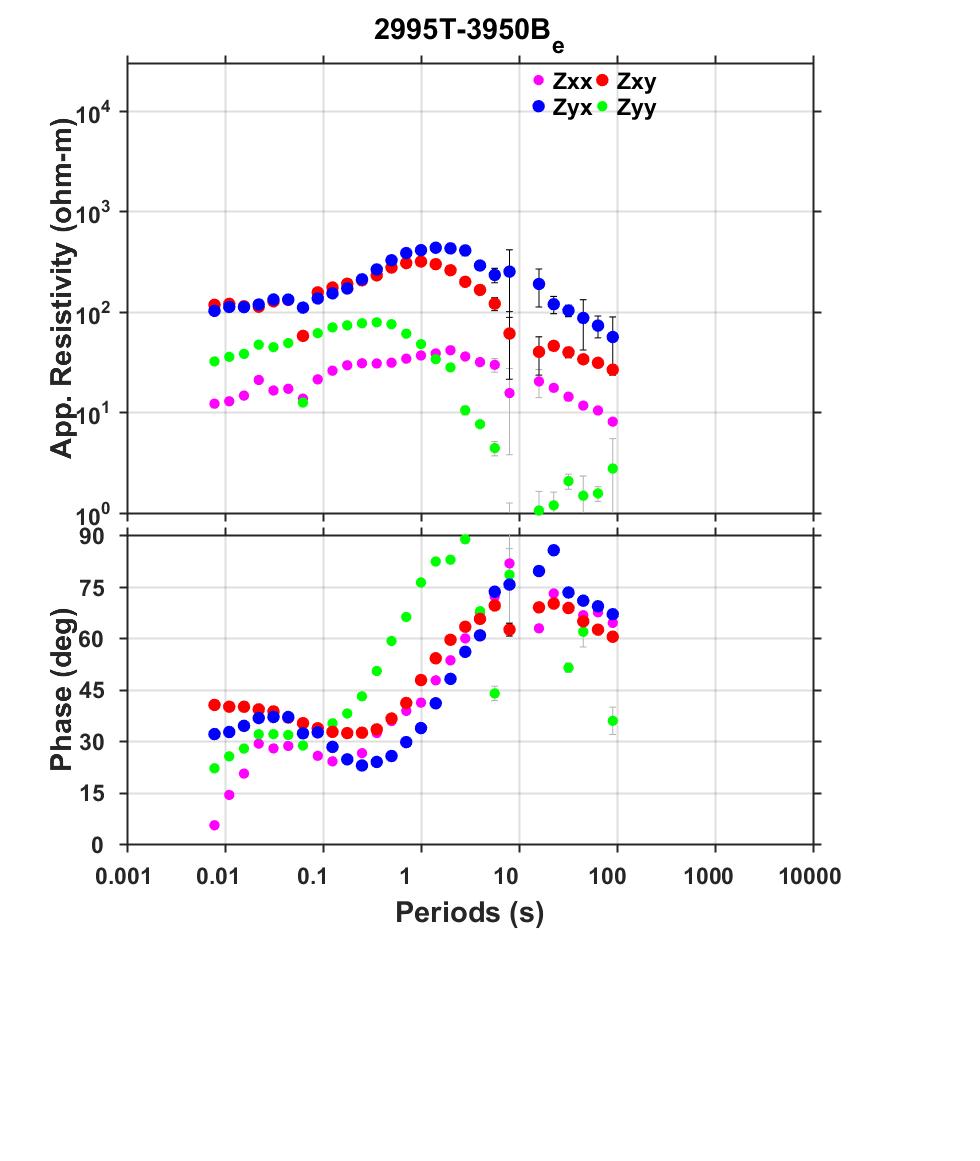 2995T-3950Be
Zxx Zxy
Zyx Zyy
App. Resistivity (ohm-m)
10^4
10^3
10^2
10^1
10^0
Phase (deg)
90
75
60
45
30
15
0
0.001 0.01 0.1 1 10 100 1000 10000
Periods (s)